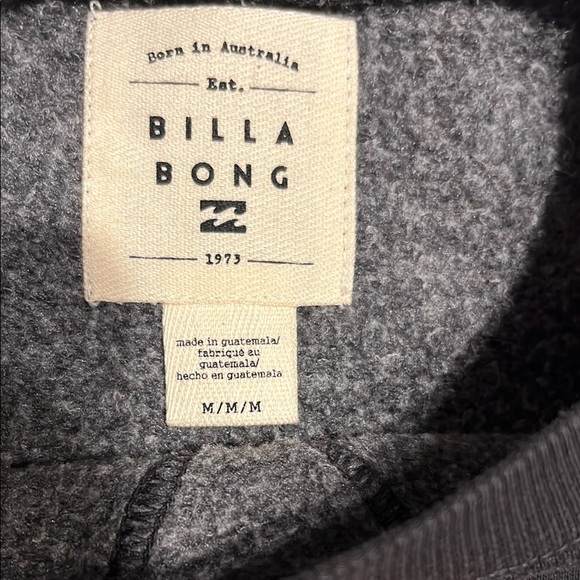 Born in Australia
Est.
BILLA
BONG
1973
made in guatemala/
fabriqué au
guatemala/
hecho en guatemala
M/M/M